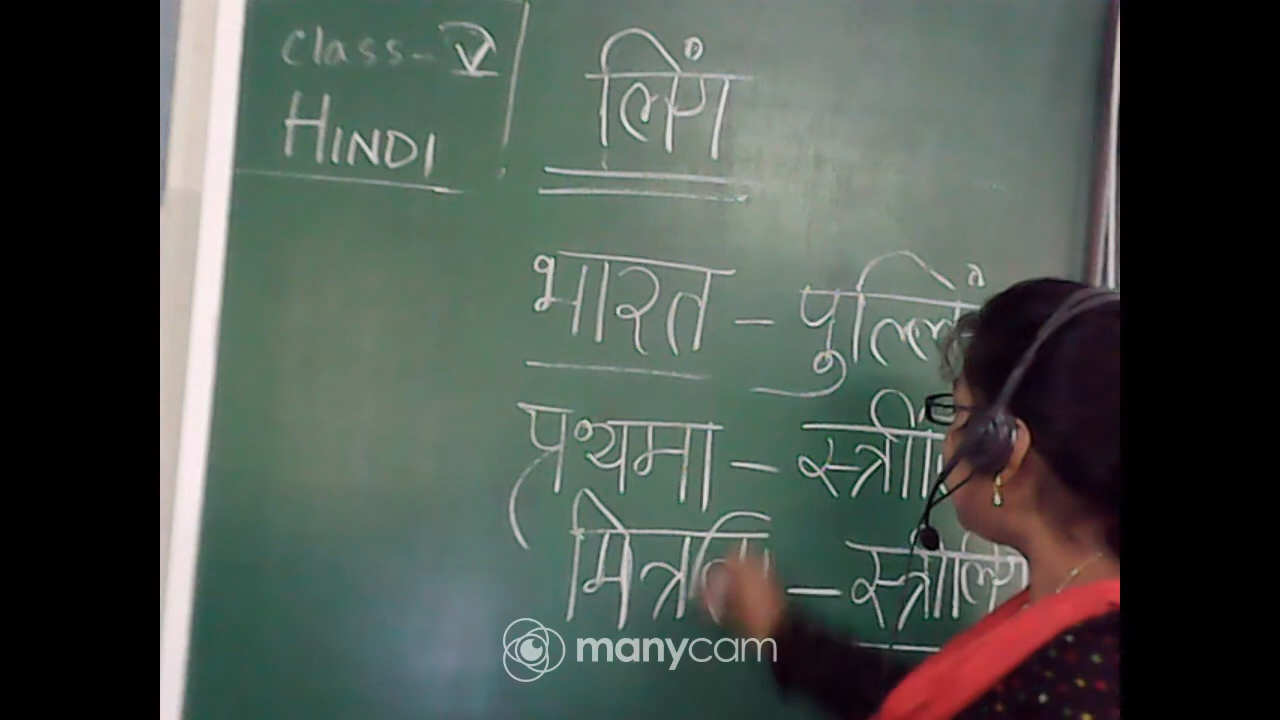 Class-V
HINDI
लिंग
भारत - पुल्लिं
प्रथमा - स्त्रीलि
- स्त्रीलिंग
manycam